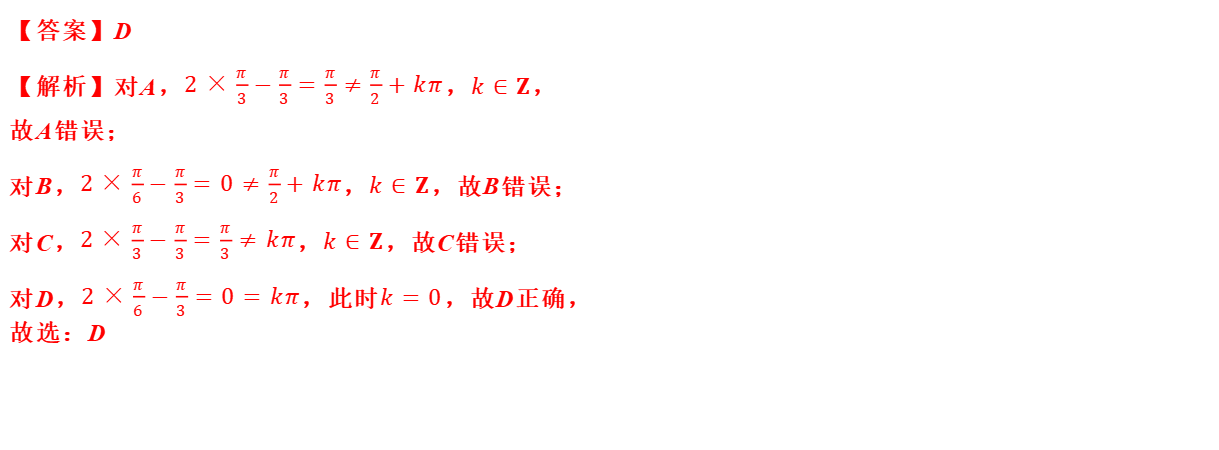 【答案】D
【解析】对A，2 × π/3 − π/3 = π/3 ≠ π/2 + kπ，k ∈ Z，
故A错误；
对B，2 × π/6 − π/3 = 0 ≠ π/2 + kπ，k ∈ Z，故B错误；
对C，2 × π/3 − π/3 = π/3 ≠ kπ，k ∈ Z，故C错误；
对D，2 × π/6 − π/3 = 0 = kπ，此时k = 0，故D正确，
故选：D